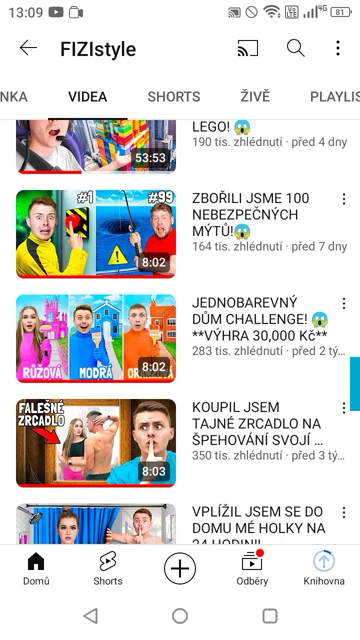 13:09
4G
81
FIZIstyle
NKA
VIDEA
SHORTS
ŽIVĚ
PLAYLIS
53:53
LEGO! 😱
190 tis. zhlédnutí · před 4 dny
#1
#99
8:02
ZBOŘILI JSME 100
NEBEZPEČNÝCH
MÝTŮ!😱
164 tis. zhlédnutí · před 7 dny
RŮŽOVÁ
MODRÁ
8:02
JEDNOBAREVNÝ
DŮM CHALLENGE! 😱
**VÝHRA 30,000 Kč**
283 tis. zhlédnutí · před 2 tý…
FALEŠNÉ
ZRCADLO
8:03
KOUPIL JSEM
TAJNÉ ZRCADLO NA
ŠPEHOVÁNÍ SVOJÍ …
350 tis. zhlédnutí · před 3 tý…
VPLÍŽIL JSEM SE DO
DOMU MÉ HOLKY NA
24 HODIN!!
Domů
Shorts
Odběry
Knihovna